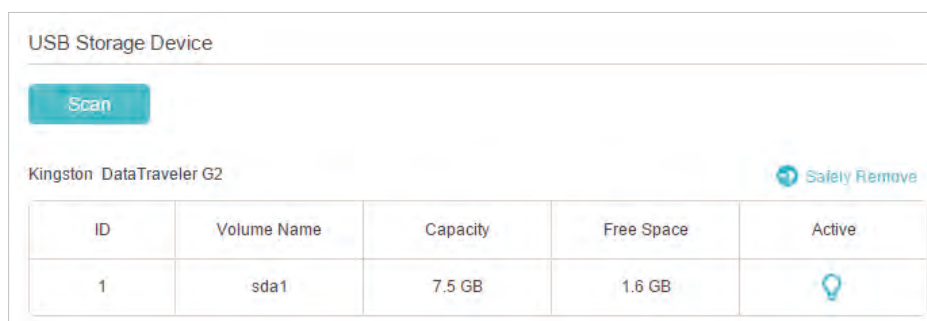 USB Storage Device
Scan
Kingston DataTraveler G2
Safely Remove
ID Volume Name Capacity Free Space Active
1 sda1 7.5 GB 1.6 GB